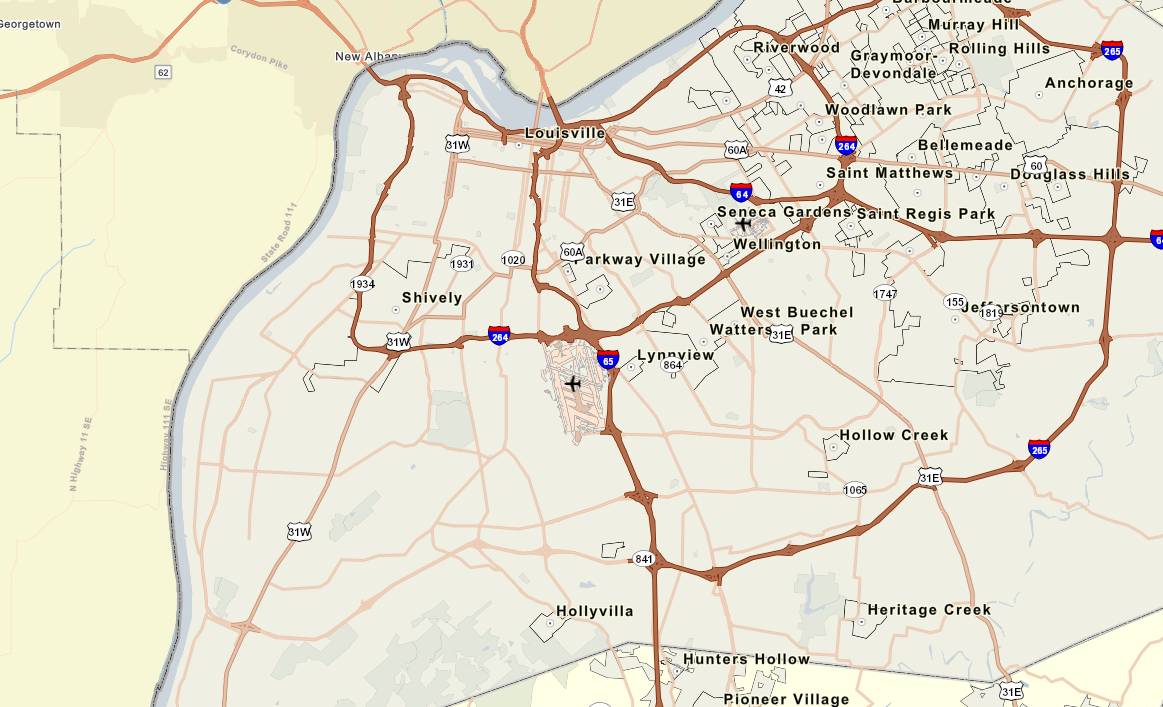 Barbourmeade
Georgetown
Murray Hill
Riverwood
Rolling Hills
265
Corydon Pike
New Albany
Graymoor-
Devondale
62
Anchorage
42
Woodlawn Park
Louisville
31W
60A
264
Bellemeade
60
Saint Matthews
Douglass Hills
64
31E
Seneca Gardens
Saint Regis Park
State Road 111
Wellington
64
60A
Parkway Village
1931
1020
1934
1747
155
Jeffersontown
1819
Shively
West Buechel
Watterson Park
31E
264
31W
Lynnview
65
864
Highway 111 SE
N Highway 11 SE
Hollow Creek
265
31E
1065
31W
841
Hollyvilla
Heritage Creek
Hunters Hollow
31E
Pioneer Village